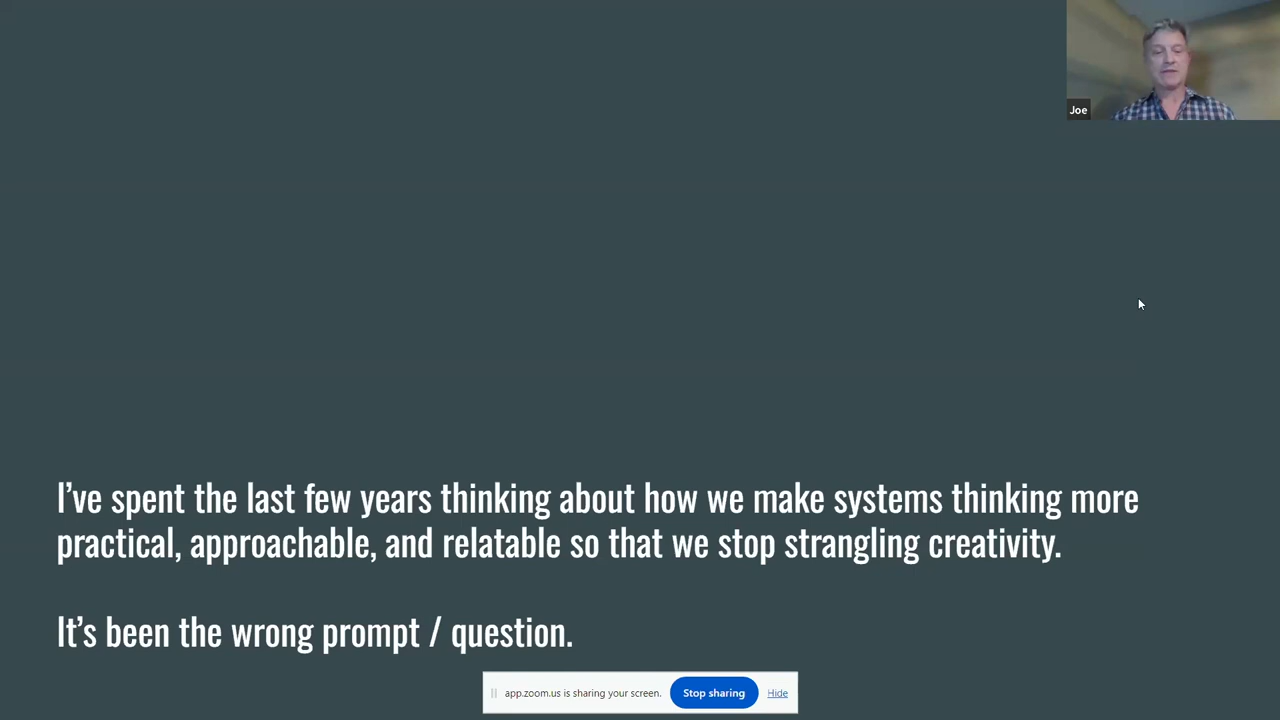 Joe
I've spent the last few years thinking about how we make systems thinking more
practical, approachable, and relatable so that we stop strangling creativity.
It's been the wrong prompt / question.
app.zoom.us is sharing your screen. Stop sharing Hide